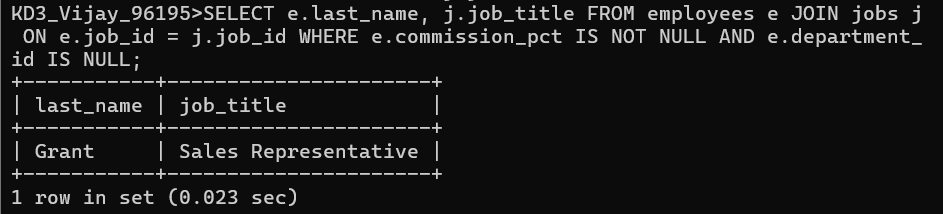 KD3_Vijay_96195>SELECT e.last_name, j.job_title FROM employees e JOIN jobs j
ON e.job_id = j.job_id WHERE e.commission_pct IS NOT NULL AND e.department_
id IS NULL;
+-----------+---------------------+
| last_name | job_title           |
+-----------+---------------------+
| Grant     | Sales Representative |
+-----------+---------------------+
1 row in set (0.023 sec)